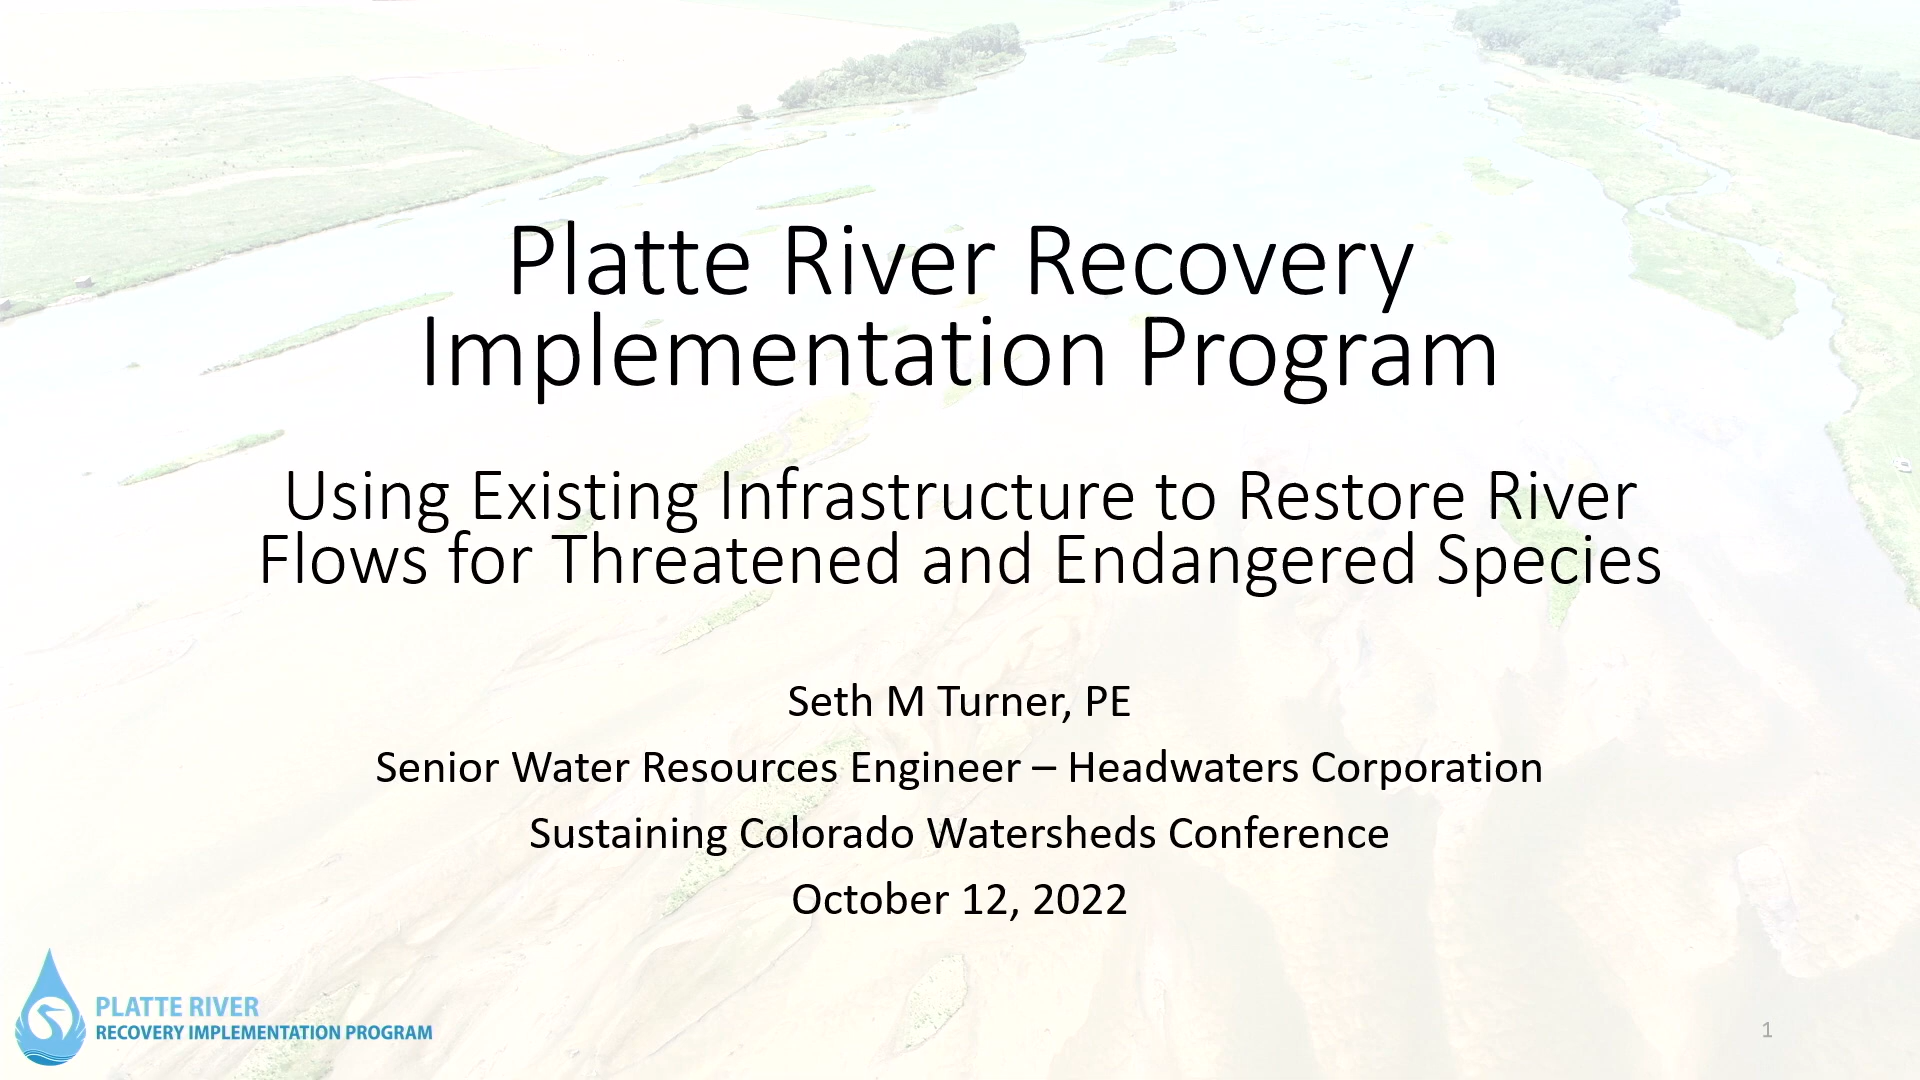 Platte River Recovery
Implementation Program
Using Existing Infrastructure to Restore River
Flows for Threatened and Endangered Species
Seth M Turner, PE
Senior Water Resources Engineer – Headwaters Corporation
Sustaining Colorado Watersheds Conference
October 12, 2022
PLATTE RIVER
RECOVERY IMPLEMENTATION PROGRAM
1